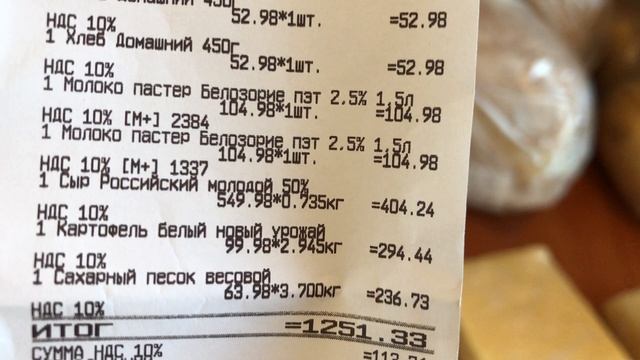 Домашний 450г
52.98*1шт. =52.98
НДС 10%
1 Хлеб Домашний 450г
52.98*1шт. =52.98
НДС 10%
1 Молоко пастер Белозорие пэт 2.5% 1,5л
104.98*1шт. =104.98
НДС 10% [М+] 2384
1 Молоко пастер Белозорие пэт 2.5% 1,5л
104.98*1шт. =104.98
НДС 10% [М+] 1337
1 Сыр Российский молодой 50%
549.98*0.735кг =404.24
НДС 10%
1 Картофель белый новый урожай
99.98*2.945кг =294.44
НДС 10%
1 Сахарный песок весовой
63.98*3.700кг =236.73
НДС 10%
ИТОГ =1251.33
СУММА НДС 10%